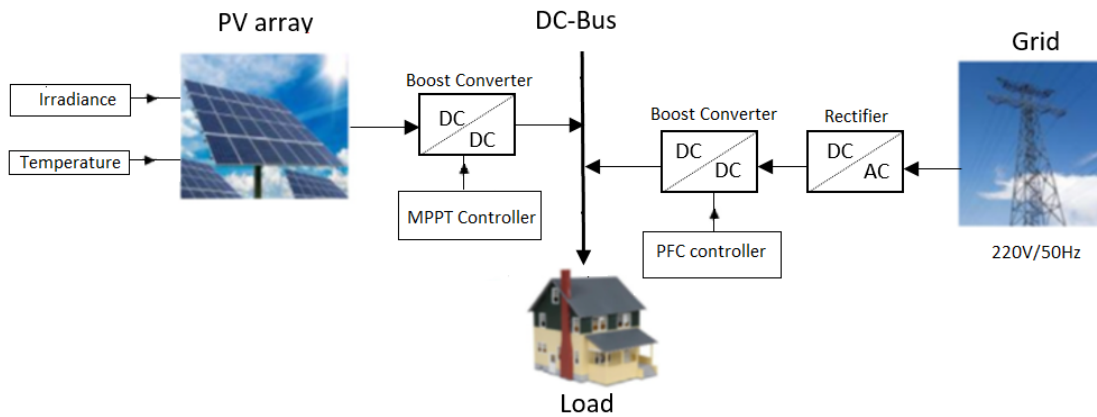 PV array
DC-Bus
Grid
Irradiance
Temperature
Boost Converter
DC
DC
MPPT Controller
Boost Converter
DC
DC
PFC controller
Rectifier
DC
AC
220V/50Hz
Load